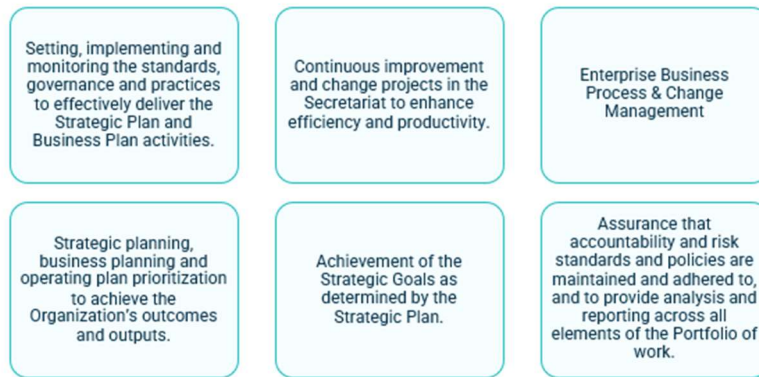 Setting, implementing and
monitoring the standards,
governance and practices
to effectively deliver the
Strategic Plan and
Business Plan activities.
Continuous improvement
and change projects in the
Secretariat to enhance
efficiency and productivity.
Enterprise Business
Process & Change
Management
Strategic planning,
business planning and
operating plan prioritization
to achieve the
Organization's outcomes
and outputs.
Achievement of the
Strategic Goals as
determined by the
Strategic Plan.
Assurance that
accountability and risk
standards and policies are
maintained and adhered to,
and to provide analysis and
reporting across all
elements of the Portfolio of
work.